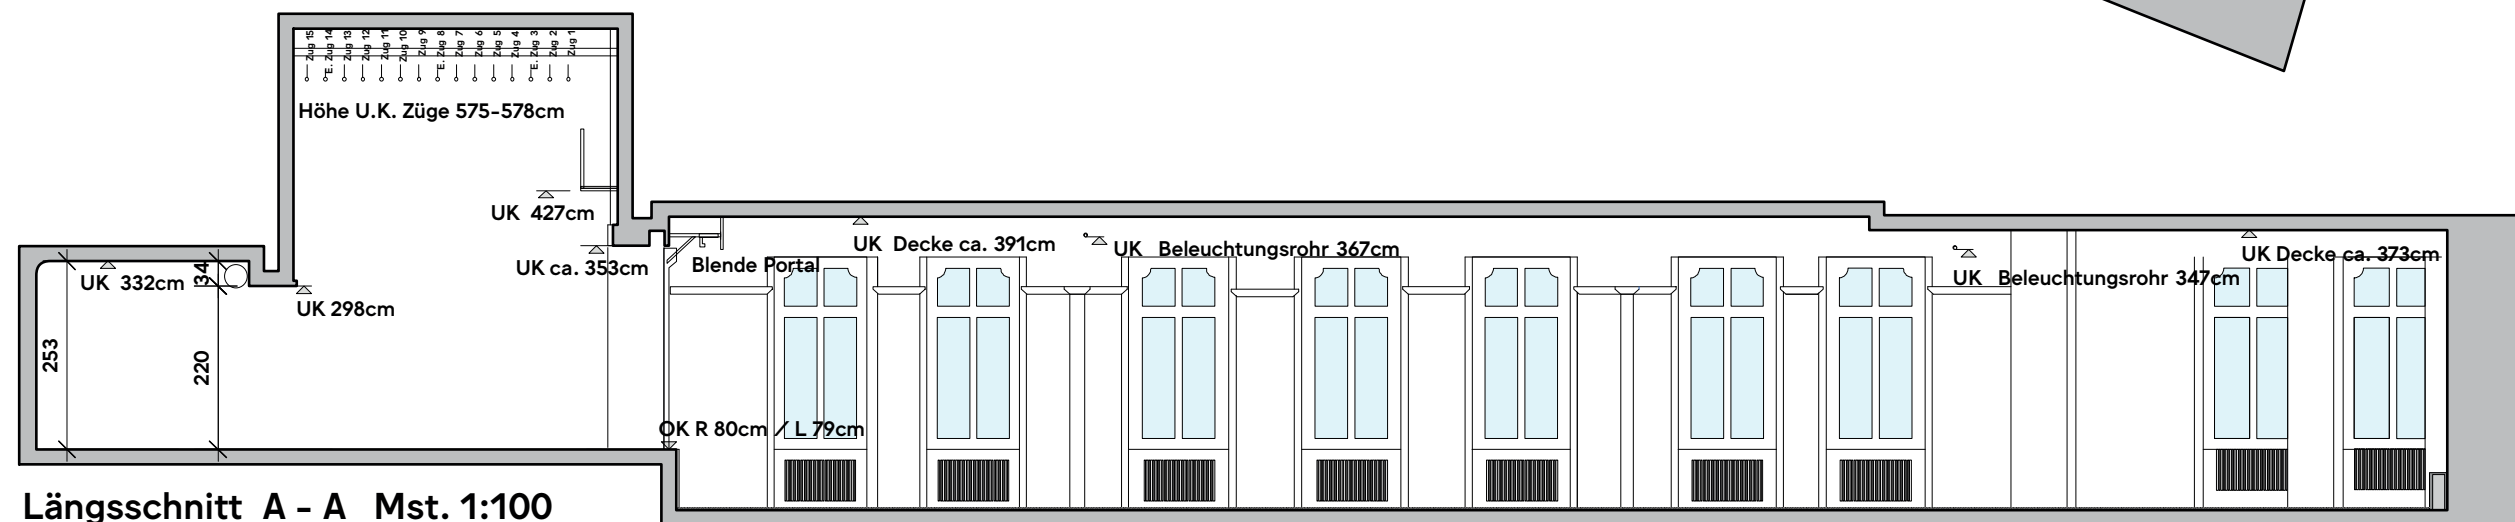 Zug 15
E. Zug 14
Zug 13
Zug 12
Zug 11
Zug 10
Zug 9
E. Zug 8
Zug 7
Zug 6
Zug 5
Zug 4
E. Zug 3
Zug 2
Zug 1
Höhe U.K. Züge 575-578cm
UK 427cm
UK ca. 353cm
Blende Portal
UK Decke ca. 391cm
UK Beleuchtungsrohr 367cm
UK Decke ca. 373cm
UK Beleuchtungsrohr 347cm
UK 332cm
34
UK 298cm
253
220
OK R 80cm / L 79cm
Längsschnitt A - A Mst. 1:100